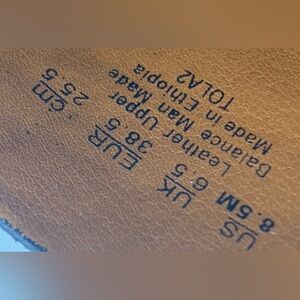 US UK EUR cm
8.5M 6.5 38.5 25.5
Leather Upper
Balance Man Made
Made in Ethiopia
TOLA2